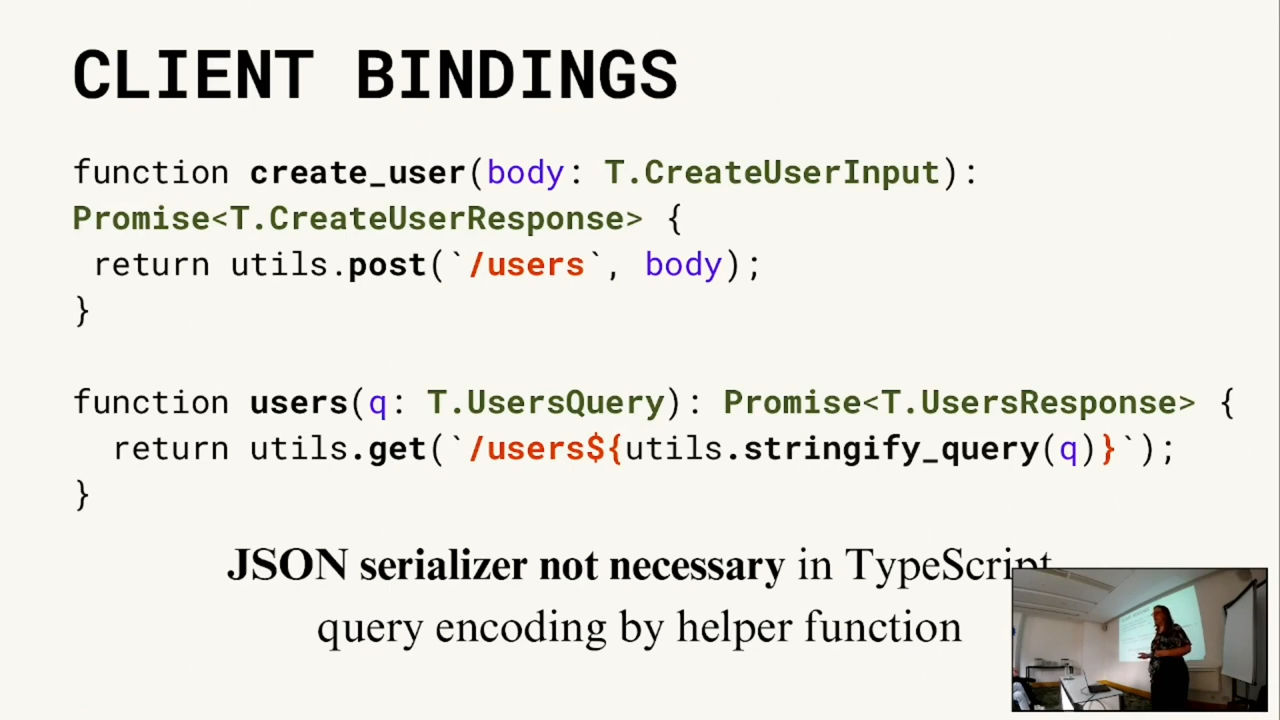 CLIENT BINDINGS
function create_user(body: T.CreateUserInput):
Promise<T.CreateUserResponse> {
 return utils.post(`/users`, body);
}
function users(q: T.UsersQuery): Promise<T.UsersResponse> {
  return utils.get(`/users${utils.stringify_query(q)}`);
}
JSON serializer not necessary in TypeScript
query encoding by helper function